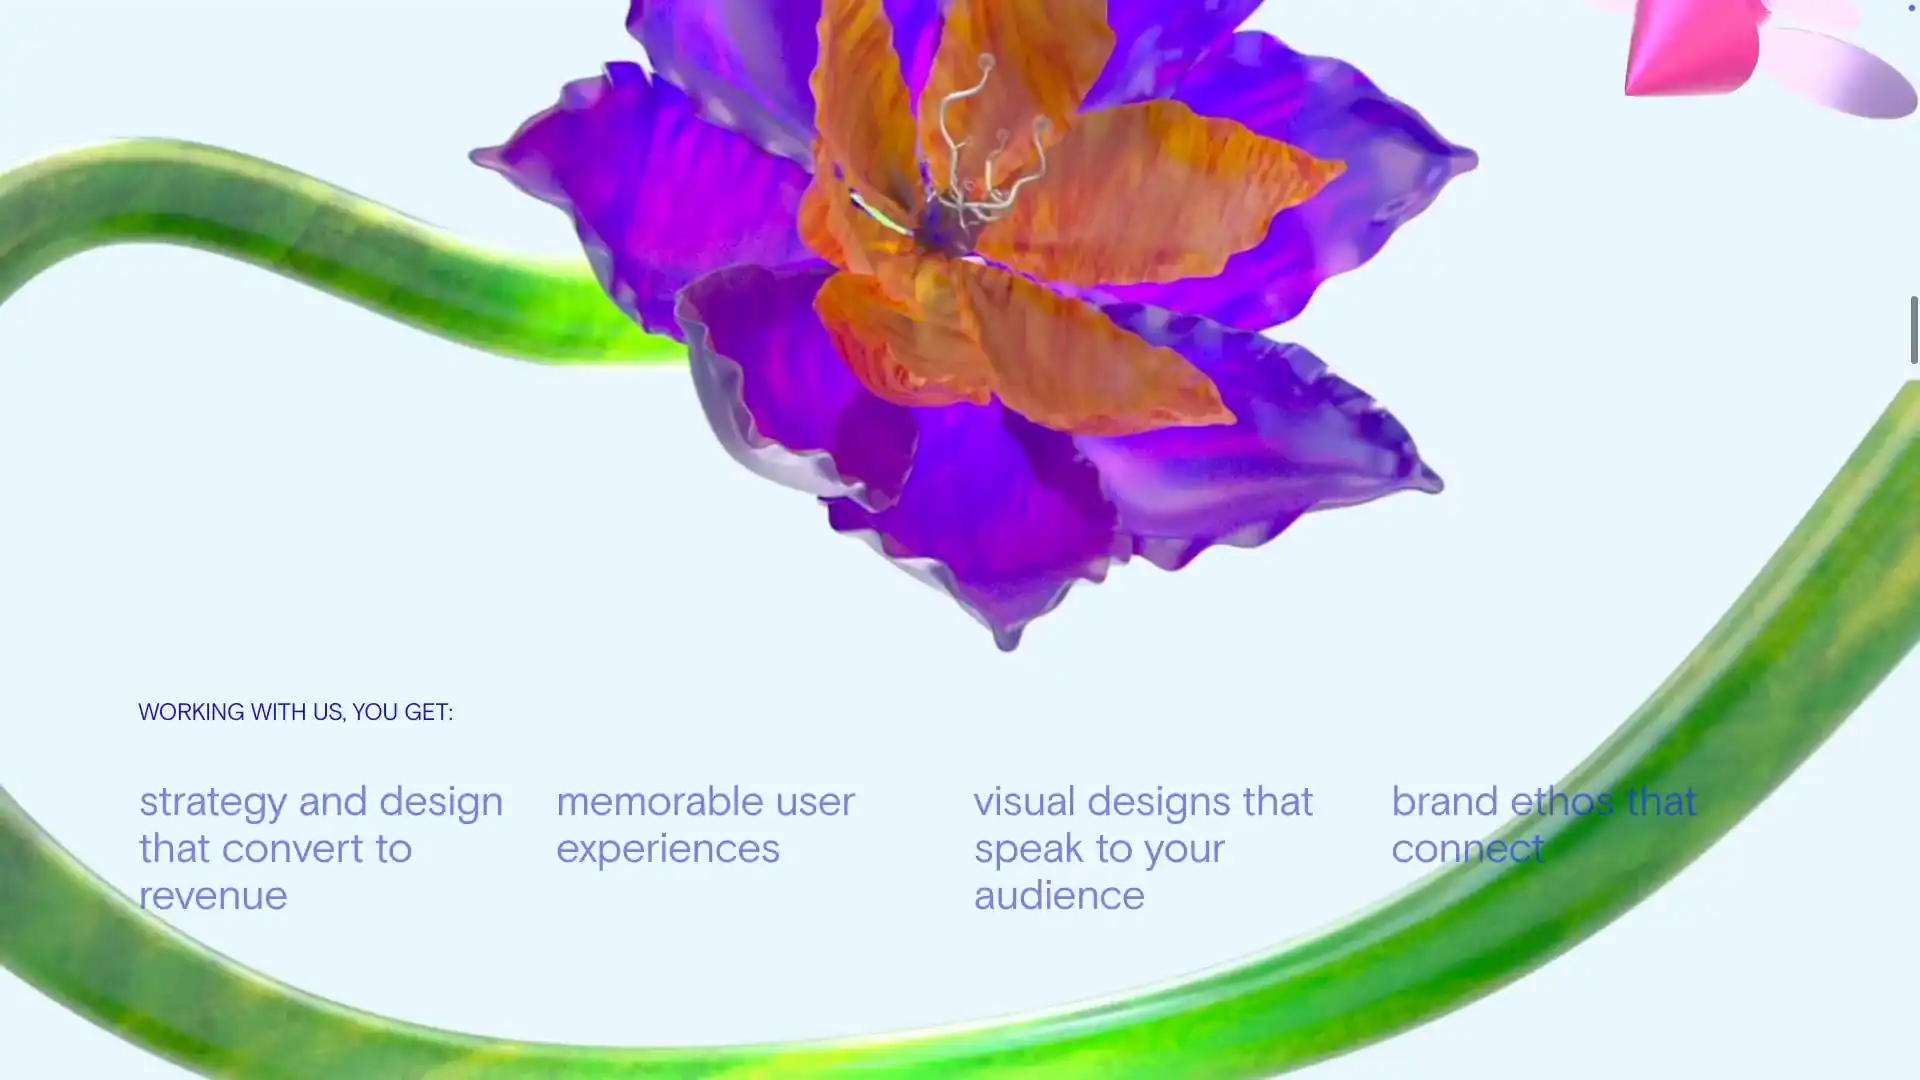 WORKING WITH US, YOU GET:
strategy and design
that convert to
revenue
memorable user
experiences
visual designs that
speak to your
audience
brand ethos that
connect